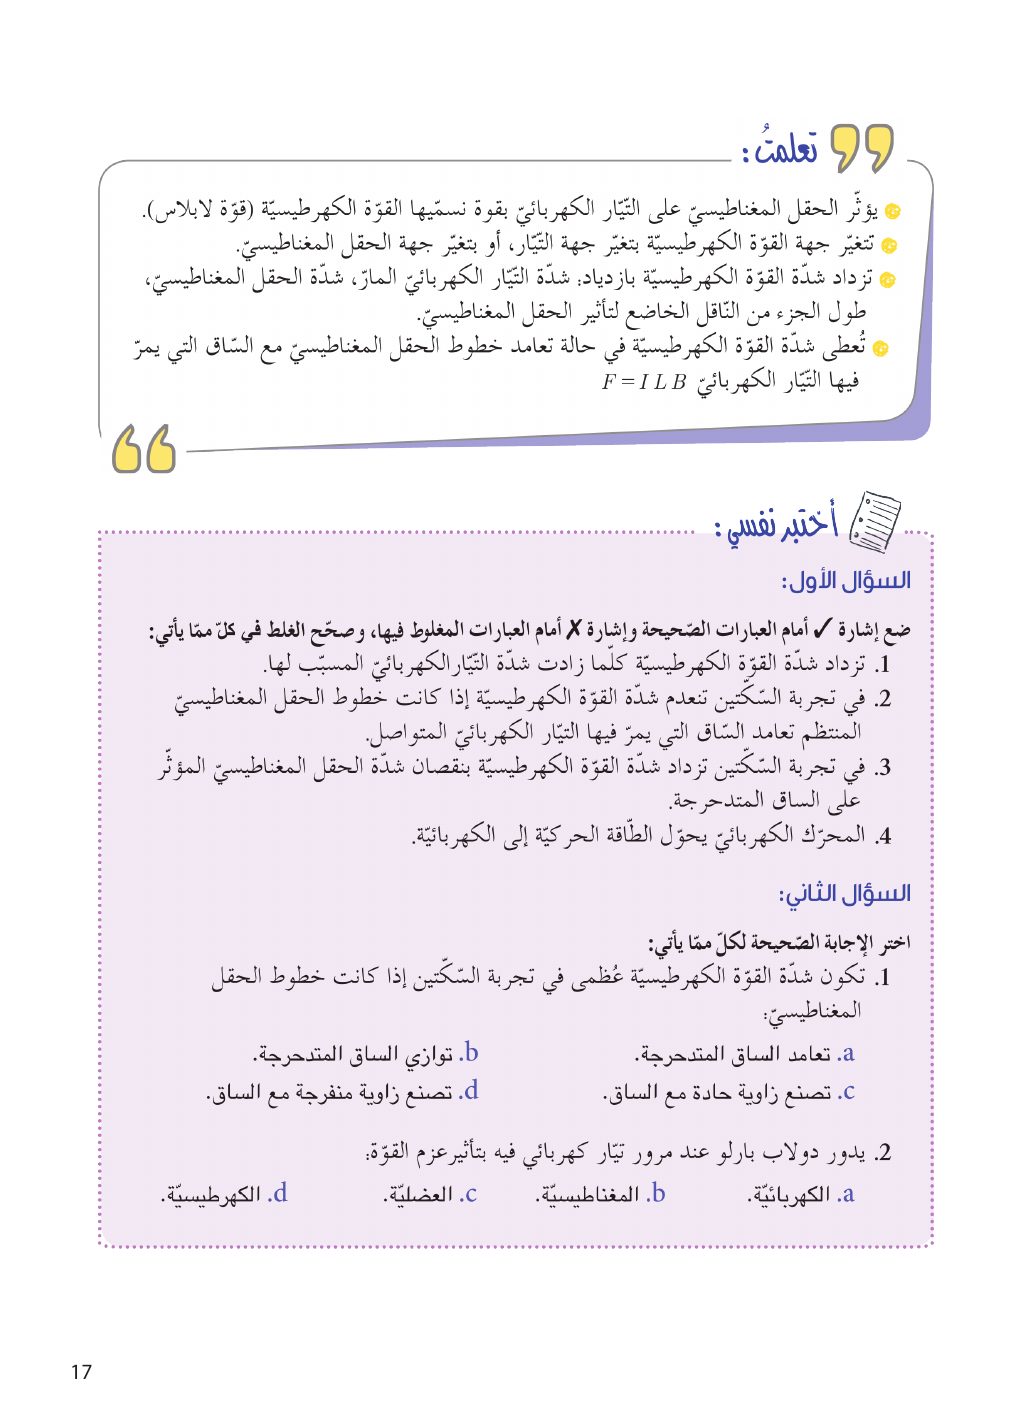 تعلمتُ:
يؤثّر الحقل المغناطيسيّ على التّيّار الكهربائيّ بقوة نسمّيها القوّة الكهرطيسيّة (قوّة لابلاس).
تتغيّر جهة القوّة الكهرطيسيّة بتغيّر جهة التّيّار، أو بتغيّر جهة الحقل المغناطيسيّ.
تزداد شدّة القوّة الكهرطيسيّة بازدياد: شدّة التّيّار الكهربائيّ المارّ، شدّة الحقل المغناطيسيّ،
طول الجزء من النّاقل الخاضع لتأثير الحقل المغناطيسيّ.
تُعطى شدّة القوّة الكهرطيسيّة في حالة تعامد خطوط الحقل المغناطيسيّ مع السّاق التي يمرّ
فيها التّيّار الكهربائيّ F = I L B
أختبر نفسي:
السؤال الأول:
ضع إشارة ✓ أمام العبارات الصّحيحة وإشارة ✗ أمام العبارات المغلوط فيها، وصحّح الغلط في كلّ ممّا يأتي:
1. تزداد شدّة القوّة الكهرطيسيّة كلّما زادت شدّة التّيّارالكهربائيّ المسبّب لها.
2. في تجربة السّكّتين تنعدم شدّة القوّة الكهرطيسيّة إذا كانت خطوط الحقل المغناطيسيّ
المنتظم تعامد السّاق التي يمرّ فيها التيّار الكهربائيّ المتواصل.
3. في تجربة السّكّتين تزداد شدّة القوّة الكهرطيسيّة بنقصان شدّة الحقل المغناطيسيّ المؤثّر
على الساق المتدحرجة.
4. المحرّك الكهربائيّ يحوّل الطّاقة الحركيّة إلى الكهربائيّة.
السؤال الثاني:
اختر الإجابة الصّحيحة لكلّ ممّا يأتي:
1. تكون شدّة القوّة الكهرطيسيّة عُظمى في تجربة السّكّتين إذا كانت خطوط الحقل
المغناطيسيّ:
a. تعامد الساق المتدحرجة. b. توازي الساق المتدحرجة.
c. تصنع زاوية حادة مع الساق. d. تصنع زاوية منفرجة مع الساق.
2. يدور دولاب بارلو عند مرور تيّار كهربائي فيه بتأثيرعزم القوّة:
a. الكهربائيّة. b. المغناطيسيّة. c. العضليّة. d. الكهرطيسيّة.
17